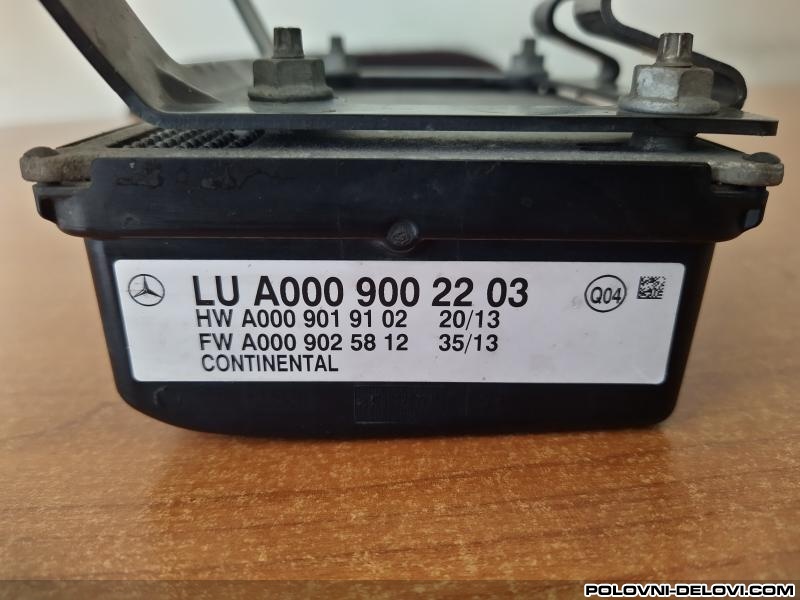 LU A000 900 22 03
HW A000 901 91 02 20/13
FW A000 902 58 12 35/13
CONTINENTAL
Q04
POLOVNI-DELOVI.COM